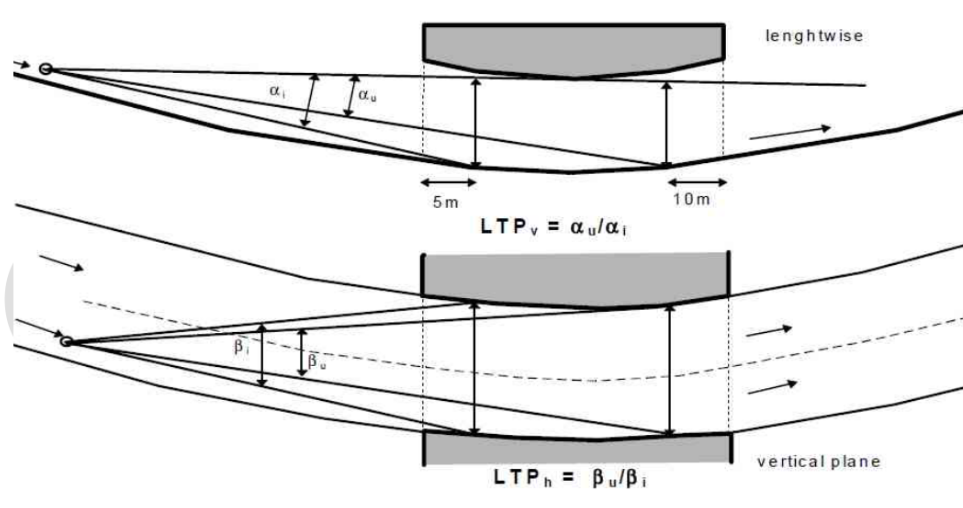 lenghtwise
αi
αu
5m
10m
LTPv = αu/αi
βi
βu
vertical plane
LTPh = βu/βi